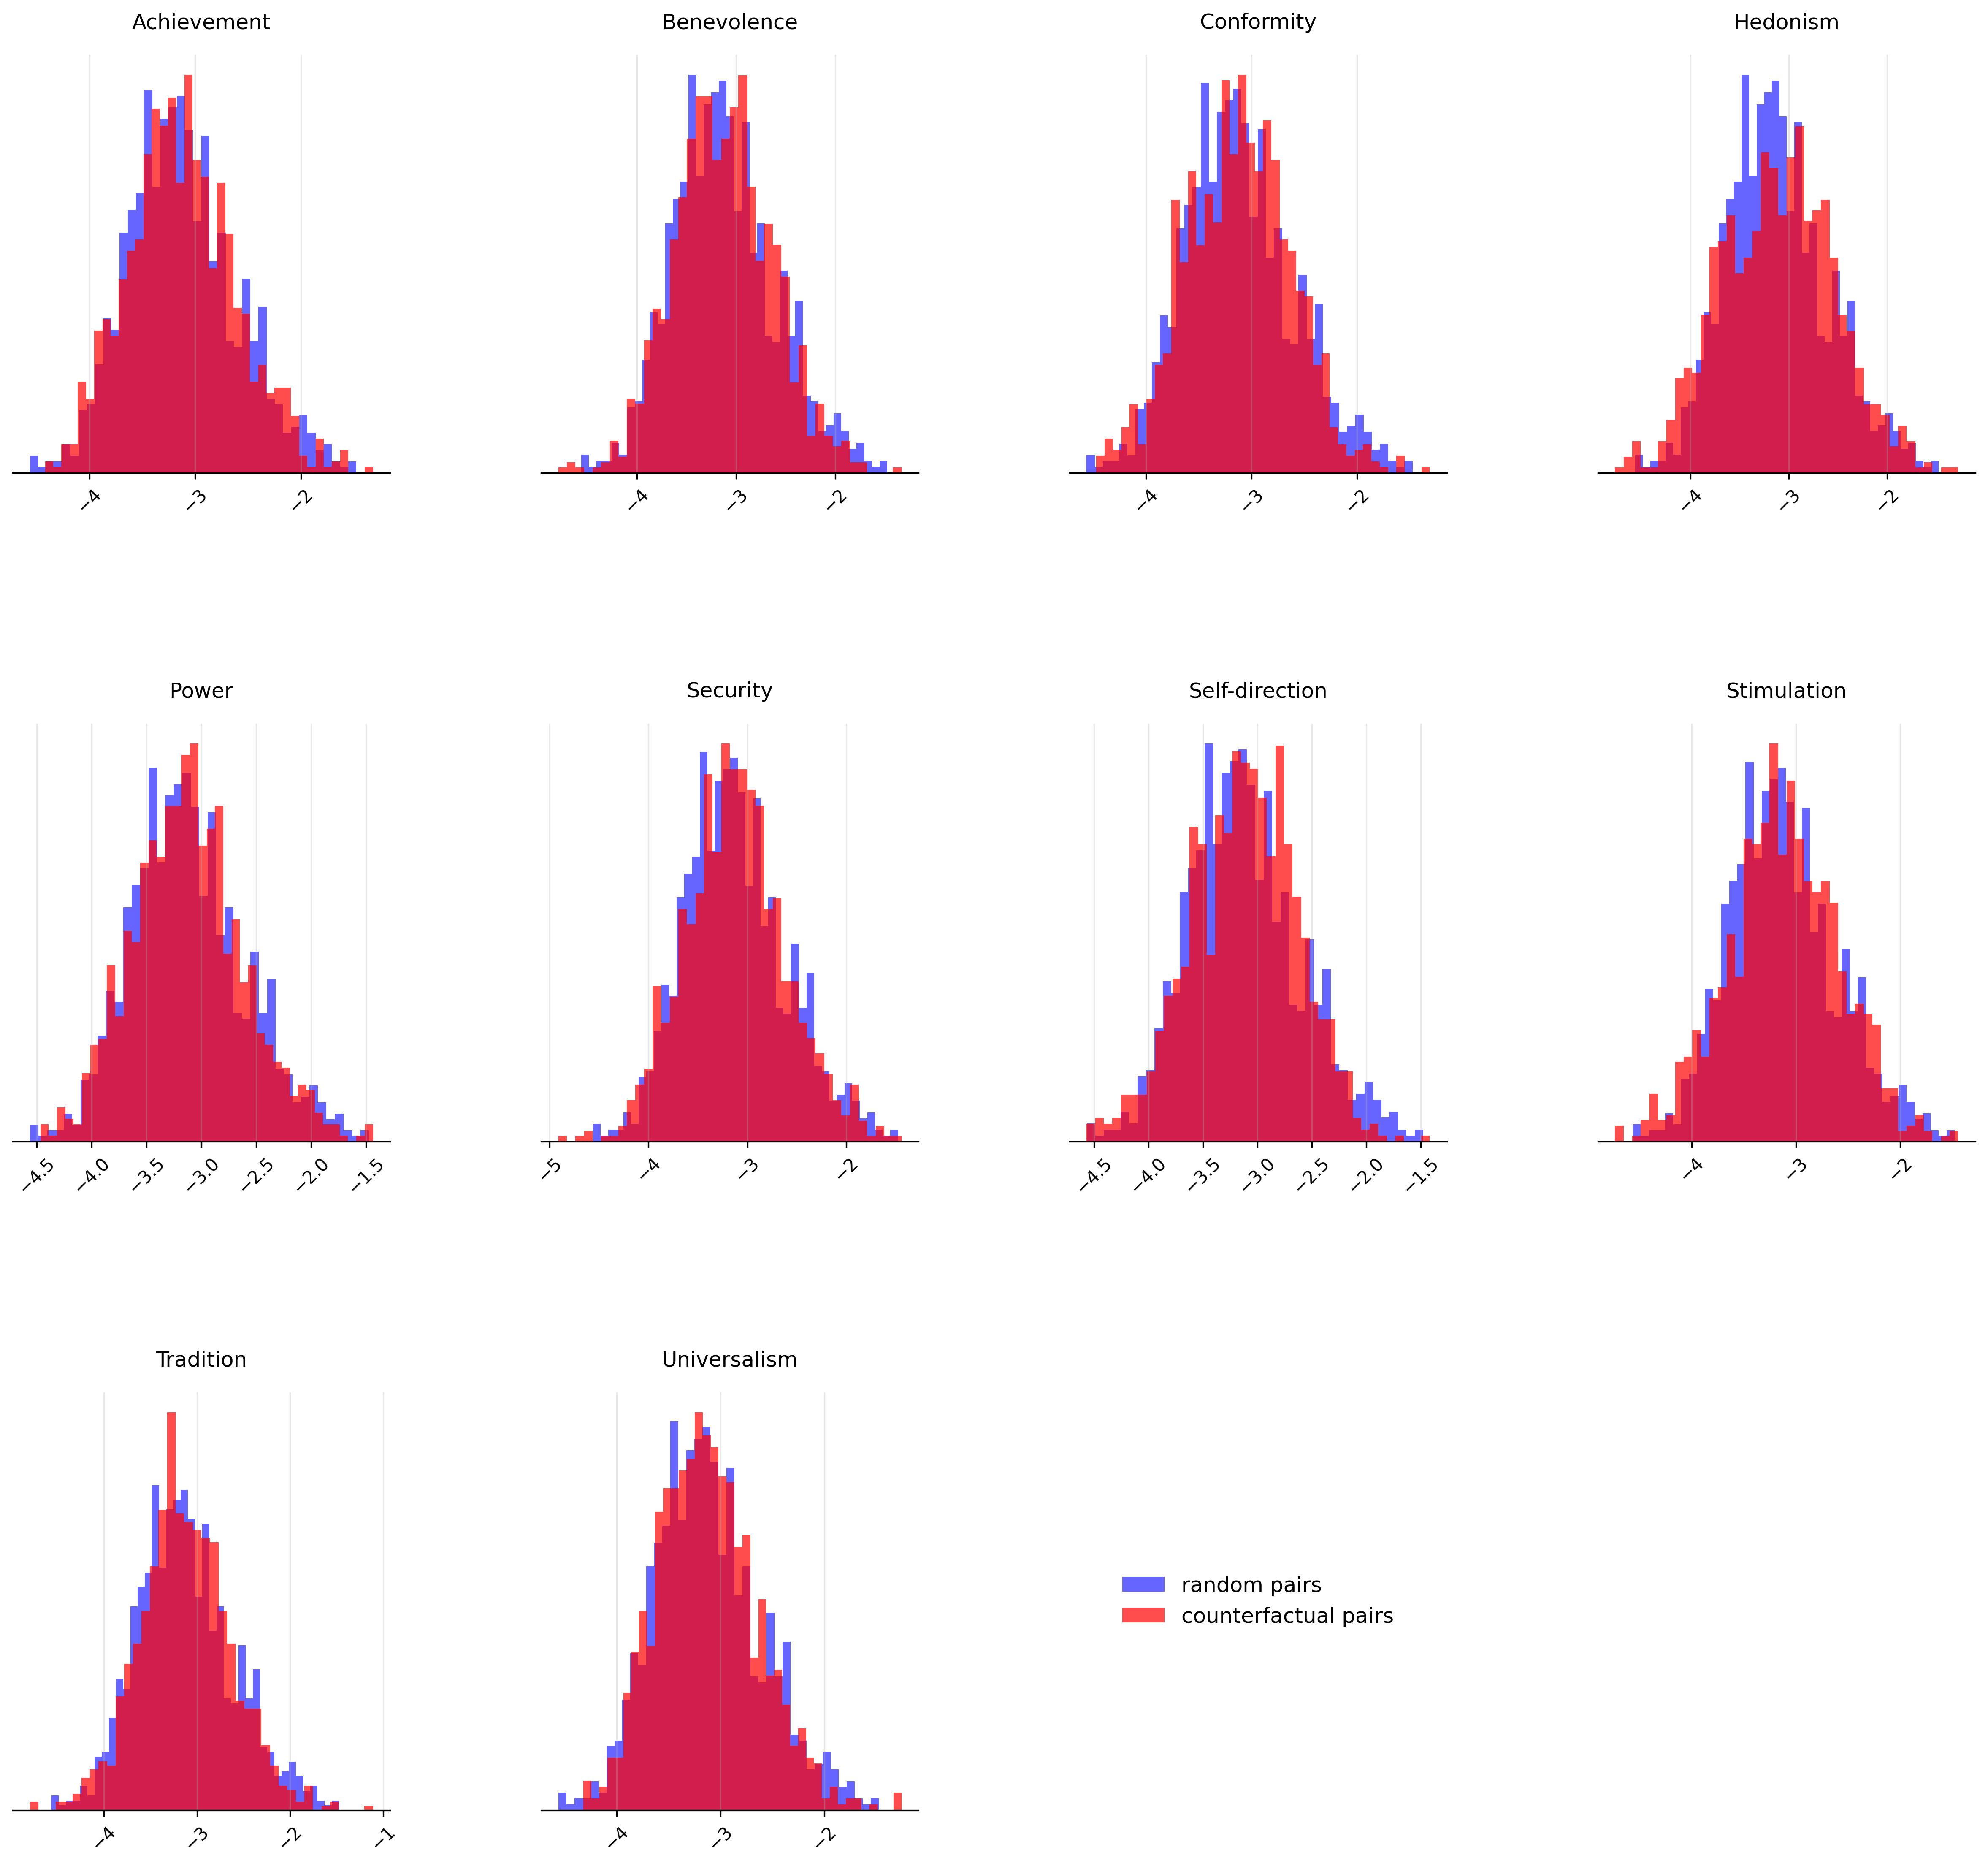 Achievement
Benevolence
Conformity
Hedonism
−4 −3 −2
−4 −3 −2
−4 −3 −2
−4 −3 −2
Power
Security
Self-direction
Stimulation
−4.5 −4.0 −3.5 −3.0 −2.5 −2.0 −1.5
−5 −4 −3 −2
−4.5 −4.0 −3.5 −3.0 −2.5 −2.0 −1.5
−4 −3 −2
Tradition
Universalism
random pairs
counterfactual pairs
−4 −3 −2 −1
−4 −3 −2